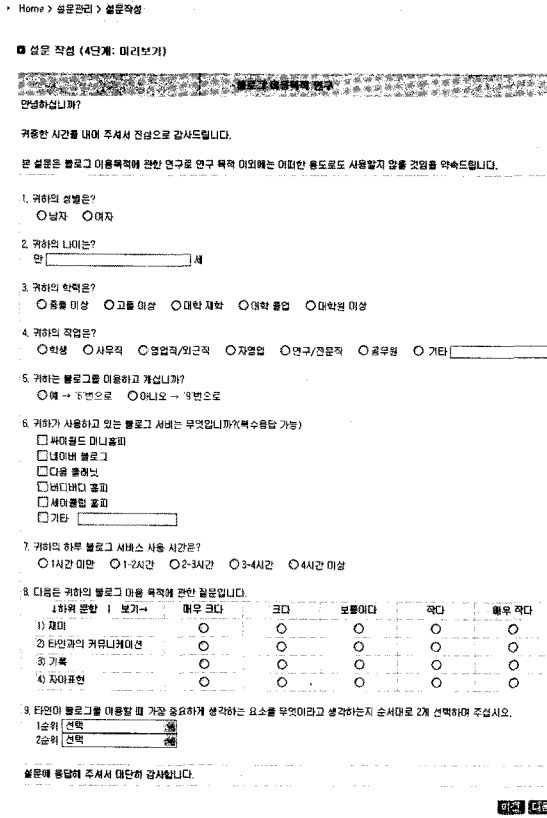 Home > 설문관리 > 설문작성
설문 작성 (4단계: 미리보기)
블로그 이용목적 연구
안녕하십니까?
귀중한 시간을 내어 주셔서 진심으로 감사드립니다.
본 설문은 블로그 이용목적에 관한 연구로 연구 목적 이외에는 어떠한 용도로도 사용하지 않을 것임을 약속드립니다.
1. 귀하의 성별은?
남자 여자
2. 귀하의 나이는?
만 세
3. 귀하의 학력은?
중졸 이상 고졸 이상 대학 재학 대학 졸업 대학원 이상
4. 귀하의 직업은?
학생 사무직 영업직/외근직 자영업 연구/전문직 공무원 기타
5. 귀하는 블로그를 이용하고 계십니까?
예 → '6'번으로 아니오 → '9'번으로
6. 귀하가 사용하고 있는 블로그 서비는 무엇입니까?(복수응답 가능)
싸이월드 미니홈피
네이버 블로그
다음 플래닛
버디버디 홈피
세이클럽 홈피
기타
7. 귀하의 하루 블로그 서비스 사용 시간은?
1시간 미만 1-2시간 2-3시간 3-4시간 4시간 이상
8. 다음은 귀하의 블로그 이용 목적에 관한 질문입니다.
↓하위 문항 | 보기→ 매우 크다 크다 보통이다 작다 매우 작다
1) 재미
2) 타인과의 커뮤니케이션
3) 기록
4) 자아표현
9. 타인이 블로그를 이용할 때 가장 중요하게 생각하는 요소를 무엇이라고 생각하는지 순서대로 2개 선택하여 주십시오.
1순위 선택
2순위 선택
설문에 응답해 주셔서 대단히 감사합니다.
이전